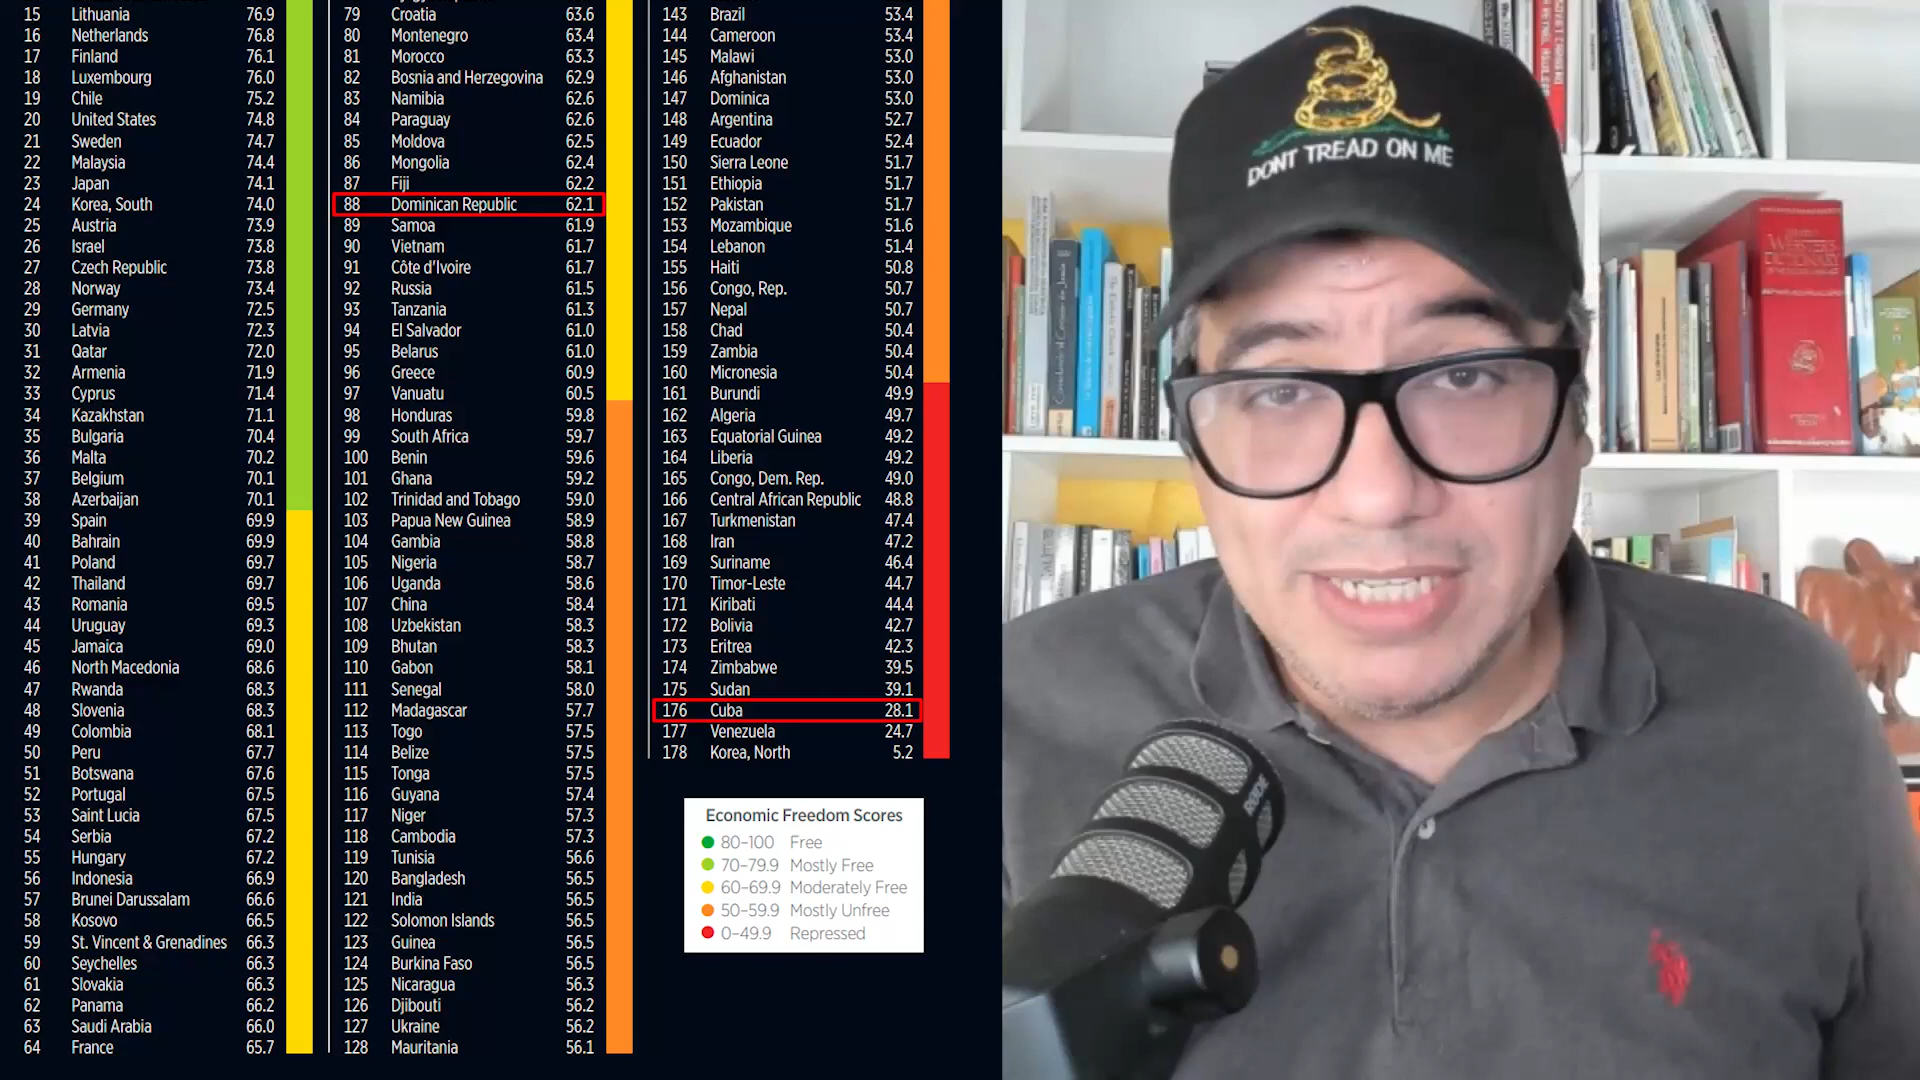 15 Lithuania 76.9
16 Netherlands 76.8
17 Finland 76.1
18 Luxembourg 76.0
19 Chile 75.2
20 United States 74.8
21 Sweden 74.7
22 Malaysia 74.4
23 Japan 74.1
24 Korea, South 74.0
25 Austria 73.9
26 Israel 73.8
27 Czech Republic 73.8
28 Norway 73.4
29 Germany 72.5
30 Latvia 72.3
31 Qatar 72.0
32 Armenia 71.9
33 Cyprus 71.4
34 Kazakhstan 71.1
35 Bulgaria 70.4
36 Malta 70.2
37 Belgium 70.1
38 Azerbaijan 70.1
39 Spain 69.9
40 Bahrain 69.9
41 Poland 69.7
42 Thailand 69.7
43 Romania 69.5
44 Uruguay 69.3
45 Jamaica 69.0
46 North Macedonia 68.6
47 Rwanda 68.3
48 Slovenia 68.3
49 Colombia 68.1
50 Peru 67.7
51 Botswana 67.6
52 Portugal 67.5
53 Saint Lucia 67.5
54 Serbia 67.2
55 Hungary 67.2
56 Indonesia 66.9
57 Brunei Darussalam 66.6
58 Kosovo 66.5
59 St. Vincent & Grenadines 66.3
60 Seychelles 66.3
61 Slovakia 66.3
62 Panama 66.2
63 Saudi Arabia 66.0
64 France 65.7
79 Croatia 63.6
80 Montenegro 63.4
81 Morocco 63.3
82 Bosnia and Herzegovina 62.9
83 Namibia 62.6
84 Paraguay 62.6
85 Moldova 62.5
86 Mongolia 62.4
87 Fiji 62.2
88 Dominican Republic 62.1
89 Samoa 61.9
90 Vietnam 61.7
91 Côte d'Ivoire 61.7
92 Russia 61.5
93 Tanzania 61.3
94 El Salvador 61.0
95 Belarus 61.0
96 Greece 60.9
97 Vanuatu 60.5
98 Honduras 59.8
99 South Africa 59.7
100 Benin 59.6
101 Ghana 59.2
102 Trinidad and Tobago 59.0
103 Papua New Guinea 58.9
104 Gambia 58.8
105 Nigeria 58.7
106 Uganda 58.6
107 China 58.4
108 Uzbekistan 58.3
109 Bhutan 58.3
110 Gabon 58.1
111 Senegal 58.0
112 Madagascar 57.7
113 Togo 57.5
114 Belize 57.5
115 Tonga 57.5
116 Guyana 57.4
117 Niger 57.3
118 Cambodia 57.3
119 Tunisia 56.6
120 Bangladesh 56.5
121 India 56.5
122 Solomon Islands 56.5
123 Guinea 56.5
124 Burkina Faso 56.5
125 Nicaragua 56.3
126 Djibouti 56.2
127 Ukraine 56.2
128 Mauritania 56.1
143 Brazil 53.4
144 Cameroon 53.4
145 Malawi 53.0
146 Afghanistan 53.0
147 Dominica 53.0
148 Argentina 52.7
149 Ecuador 52.4
150 Sierra Leone 51.7
151 Ethiopia 51.7
152 Pakistan 51.7
153 Mozambique 51.6
154 Lebanon 51.4
155 Haiti 50.8
156 Congo, Rep. 50.7
157 Nepal 50.7
158 Chad 50.4
159 Zambia 50.4
160 Micronesia 50.4
161 Burundi 49.9
162 Algeria 49.7
163 Equatorial Guinea 49.2
164 Liberia 49.2
165 Congo, Dem. Rep. 49.0
166 Central African Republic 48.8
167 Turkmenistan 47.4
168 Iran 47.2
169 Suriname 46.4
170 Timor-Leste 44.7
171 Kiribati 44.4
172 Bolivia 42.7
173 Eritrea 42.3
174 Zimbabwe 39.5
175 Sudan 39.1
176 Cuba 28.1
177 Venezuela 24.7
178 Korea, North 5.2
Economic Freedom Scores
80–100 Free
70–79.9 Mostly Free
60–69.9 Moderately Free
50–59.9 Mostly Unfree
0–49.9 Repressed
DONT TREAD ON ME
WEBSTER'S
DICTIONARY
RØDE